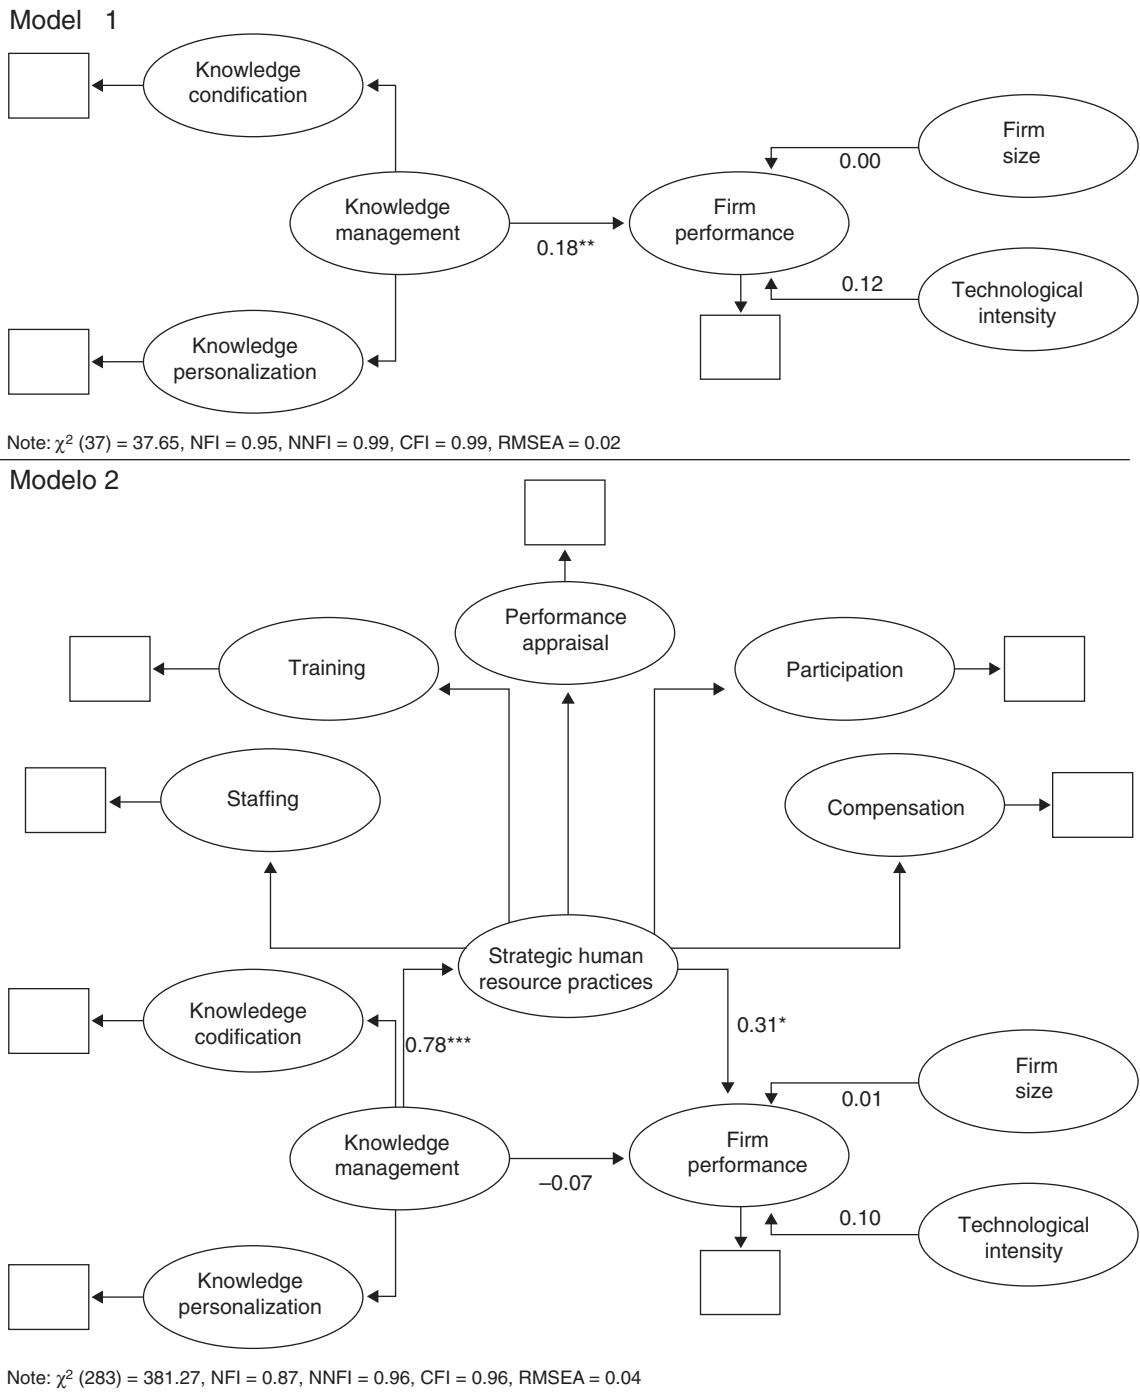 Model 1
Knowledge
condification
Firm
size
0.00
Knowledge
management
0.18**
Firm
performance
0.12
Technological
intensity
Knowledge
personalization
Note: χ² (37) = 37.65, NFI = 0.95, NNFI = 0.99, CFI = 0.99, RMSEA = 0.02
Modelo 2
Performance
appraisal
Training
Participation
Staffing
Compensation
Strategic human
resource practices
Knowledege
codification
0.78***
0.31*
Firm
size
0.01
Knowledge
management
–0.07
Firm
performance
0.10
Technological
intensity
Knowledge
personalization
Note: χ² (283) = 381.27, NFI = 0.87, NNFI = 0.96, CFI = 0.96, RMSEA = 0.04